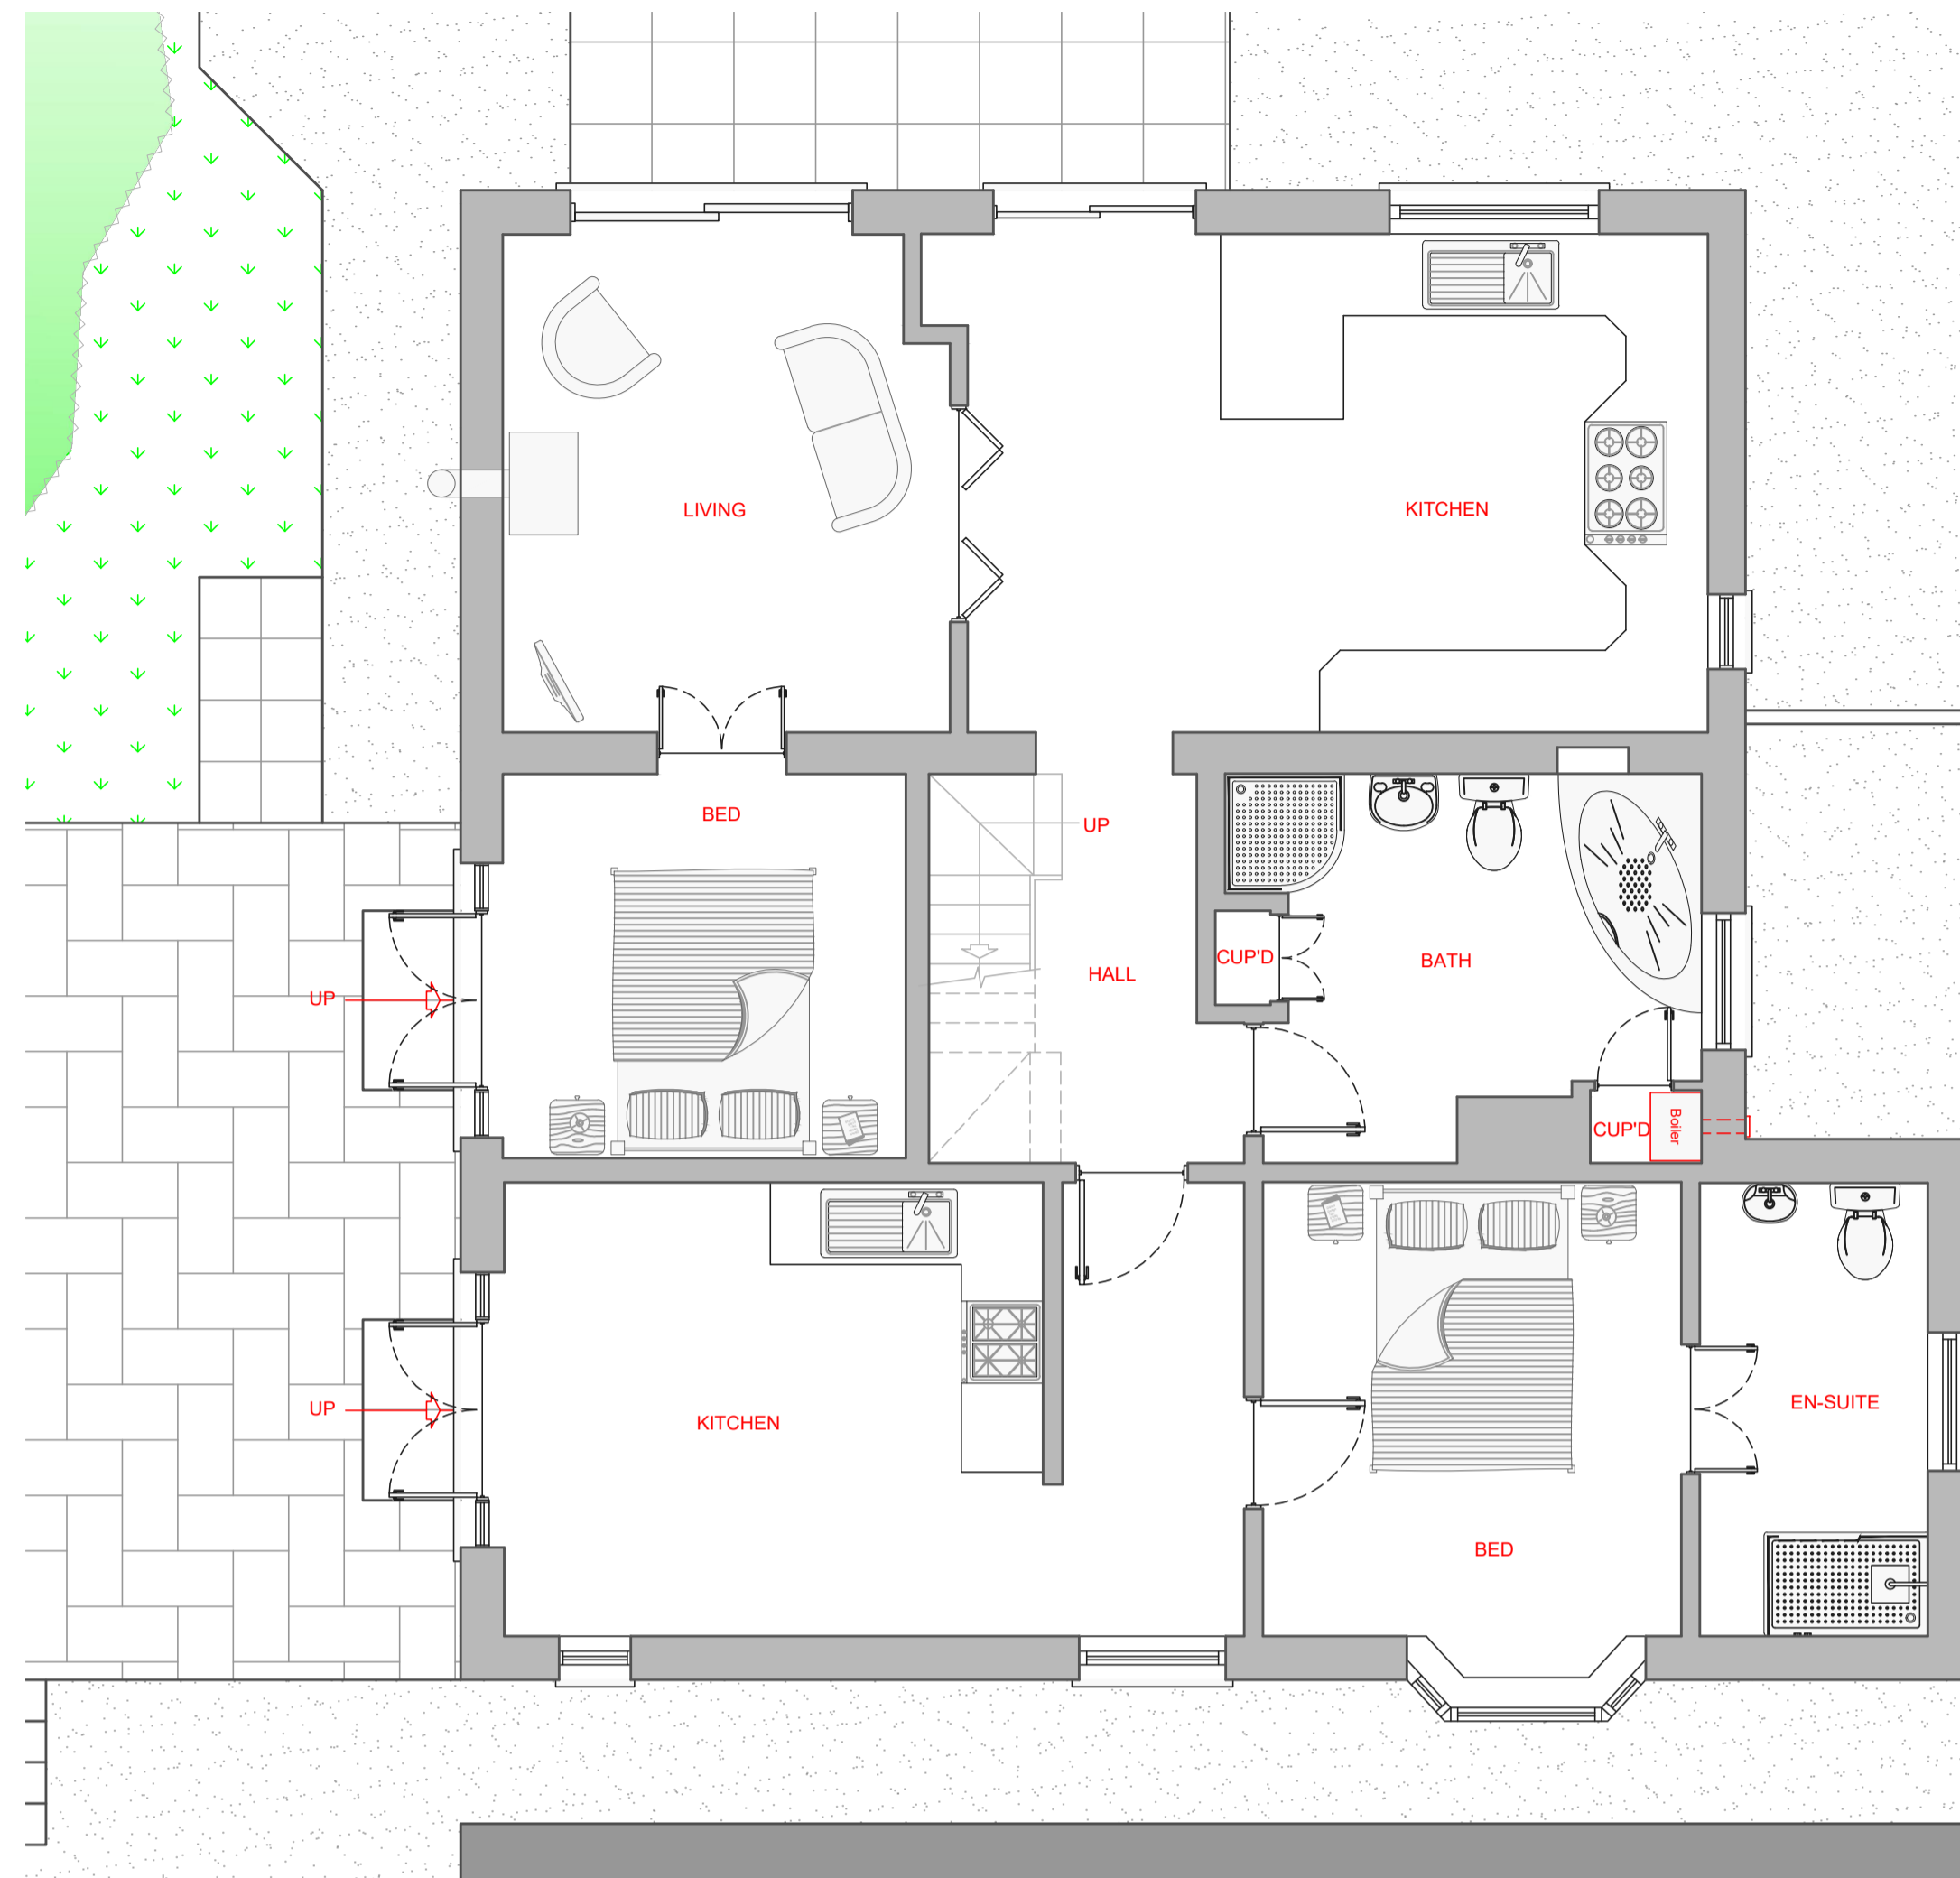 LIVING
KITCHEN
BED
UP
CUP'D
BATH
HALL
UP
CUP'D
Boiler
EN-SUITE
UP
KITCHEN
BED